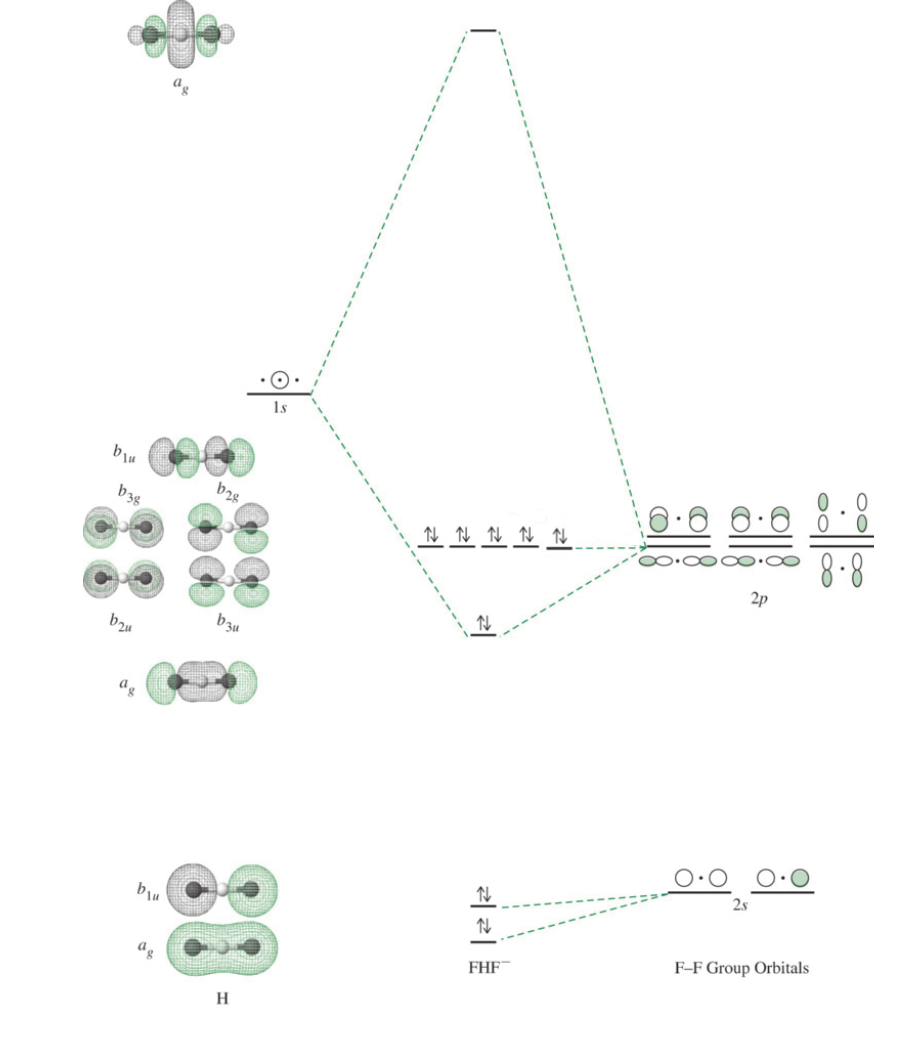 a_g
1s
b_1u
b_3g
b_2g
b_2u
b_3u
2p
a_g
b_1u
2s
a_g
FHF⁻
F–F Group Orbitals
H